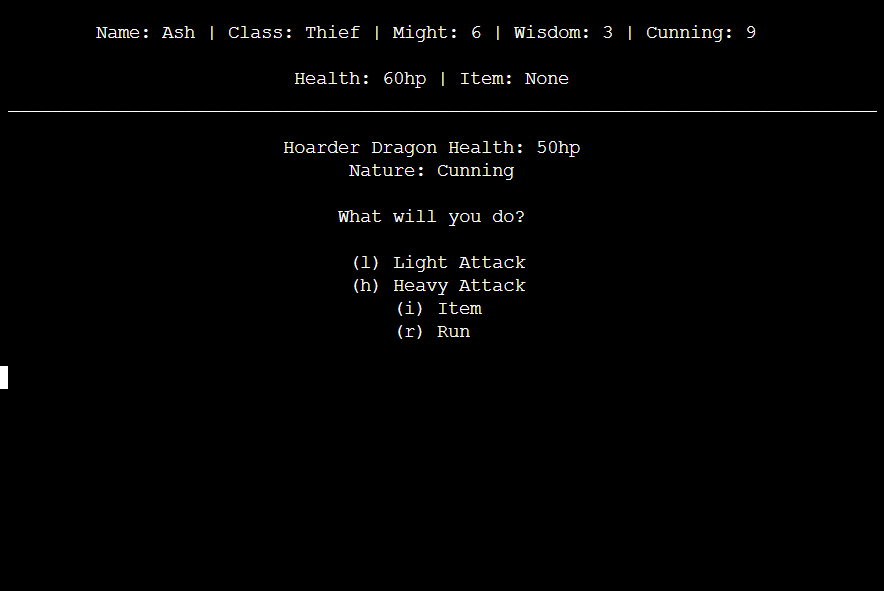 Name: Ash | Class: Thief | Might: 6 | Wisdom: 3 | Cunning: 9
Health: 60hp | Item: None
Hoarder Dragon Health: 50hp
Nature: Cunning
What will you do?
(l) Light Attack
(h) Heavy Attack
(i) Item
(r) Run